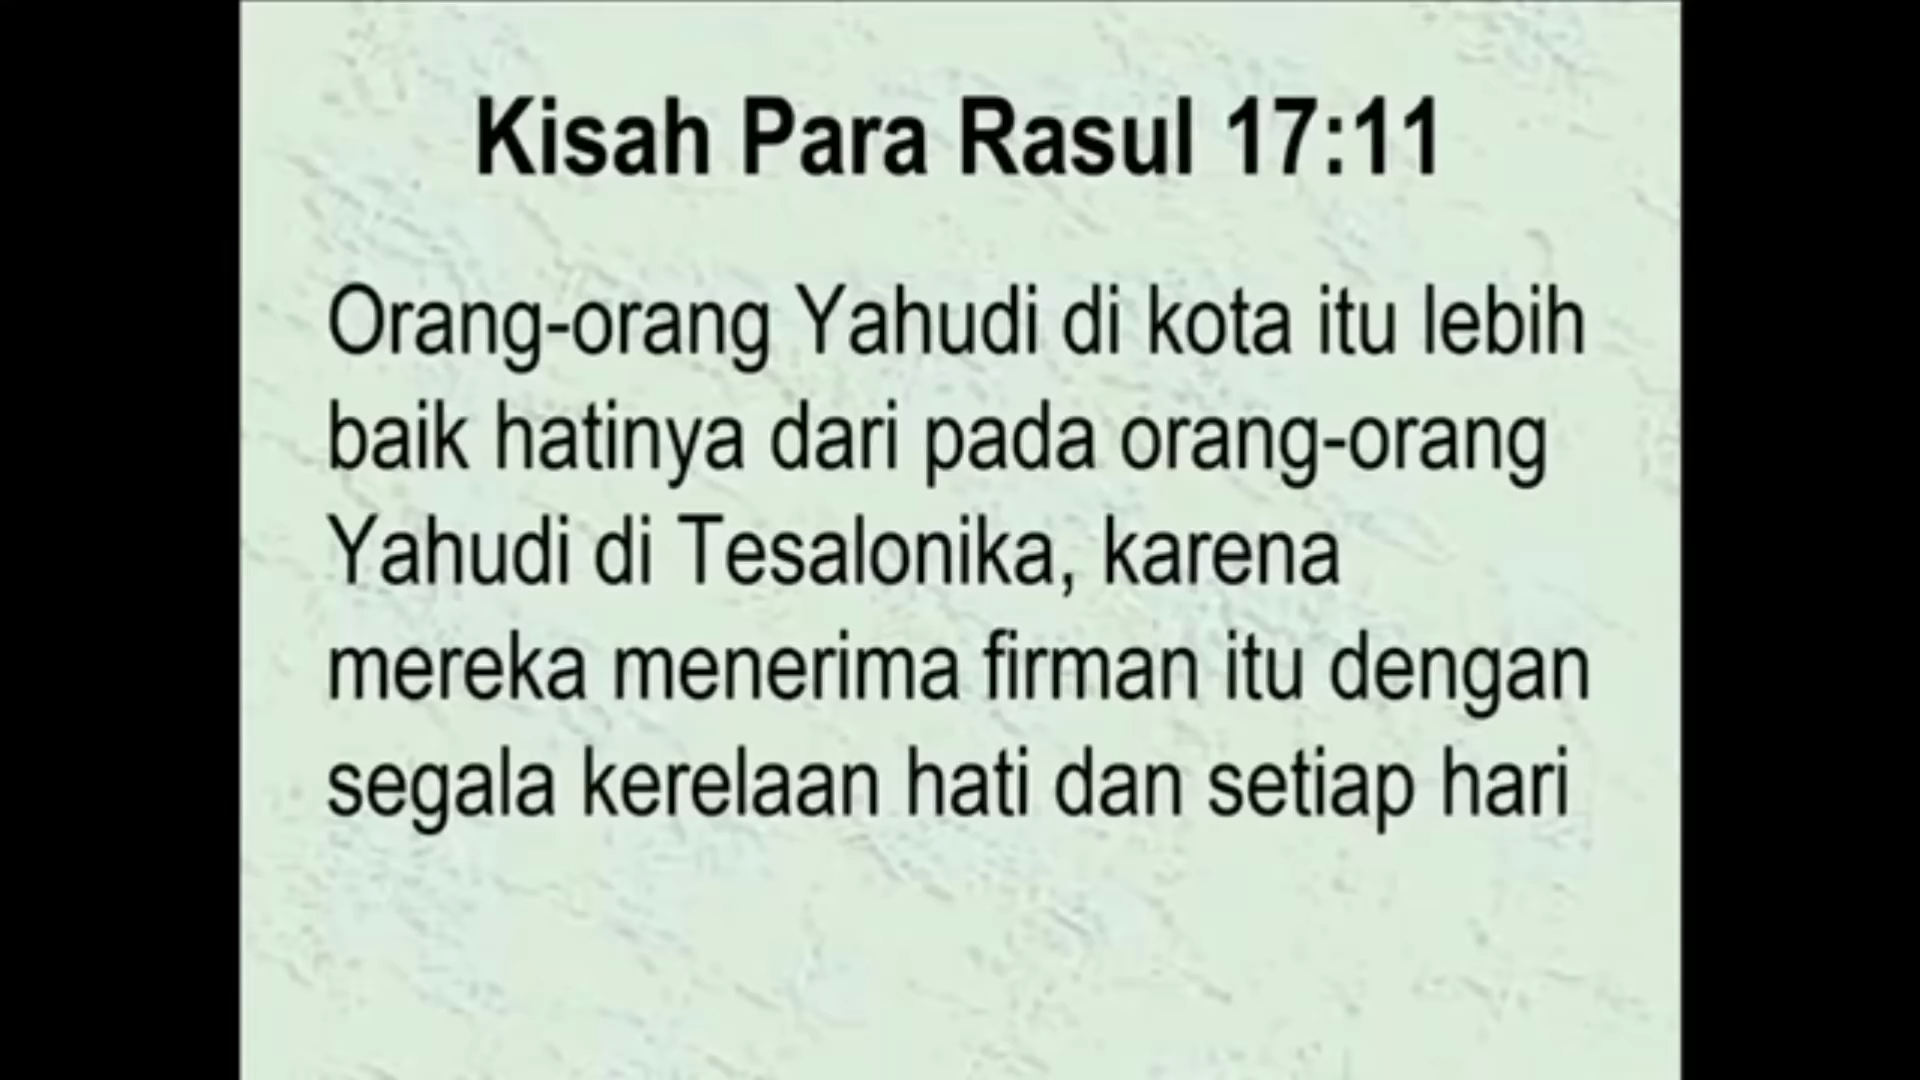 Kisah Para Rasul 17:11
Orang-orang Yahudi di kota itu lebih
baik hatinya dari pada orang-orang
Yahudi di Tesalonika, karena
mereka menerima firman itu dengan
segala kerelaan hati dan setiap hari